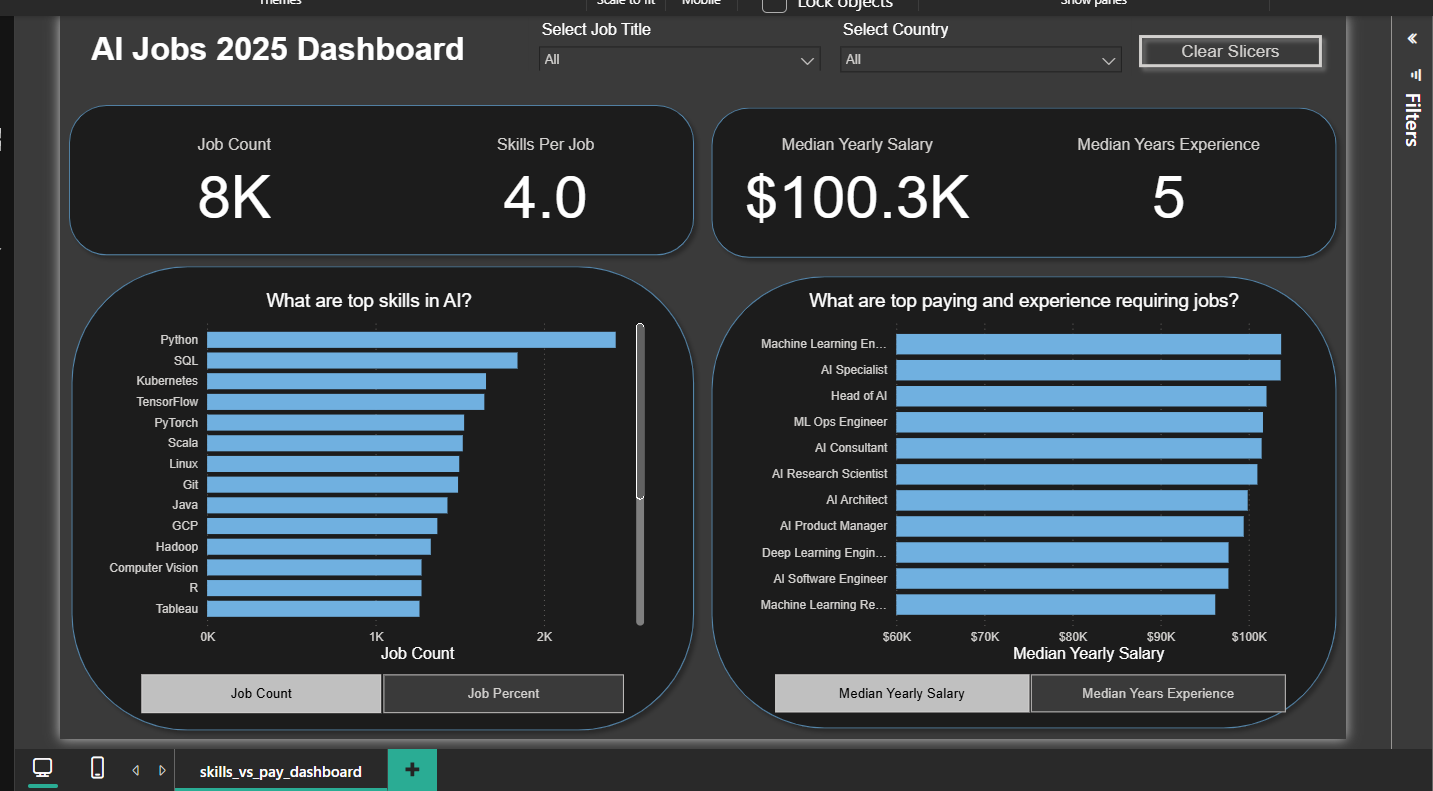 Themes
Scale to fit
Mobile
Lock objects
Show panes
AI Jobs 2025 Dashboard
Select Job Title
All
Select Country
All
Clear Slicers
Filters
Job Count
8K
Skills Per Job
4.0
Median Yearly Salary
$100.3K
Median Years Experience
5
What are top skills in AI?
Python
SQL
Kubernetes
TensorFlow
PyTorch
Scala
Linux
Git
Java
GCP
Hadoop
Computer Vision
R
Tableau
0K 1K 2K
Job Count
Job Count
Job Percent
What are top paying and experience requiring jobs?
Machine Learning En...
AI Specialist
Head of AI
ML Ops Engineer
AI Consultant
AI Research Scientist
AI Architect
AI Product Manager
Deep Learning Engin...
AI Software Engineer
Machine Learning Re...
$60K $70K $80K $90K $100K
Median Yearly Salary
Median Yearly Salary
Median Years Experience
skills_vs_pay_dashboard